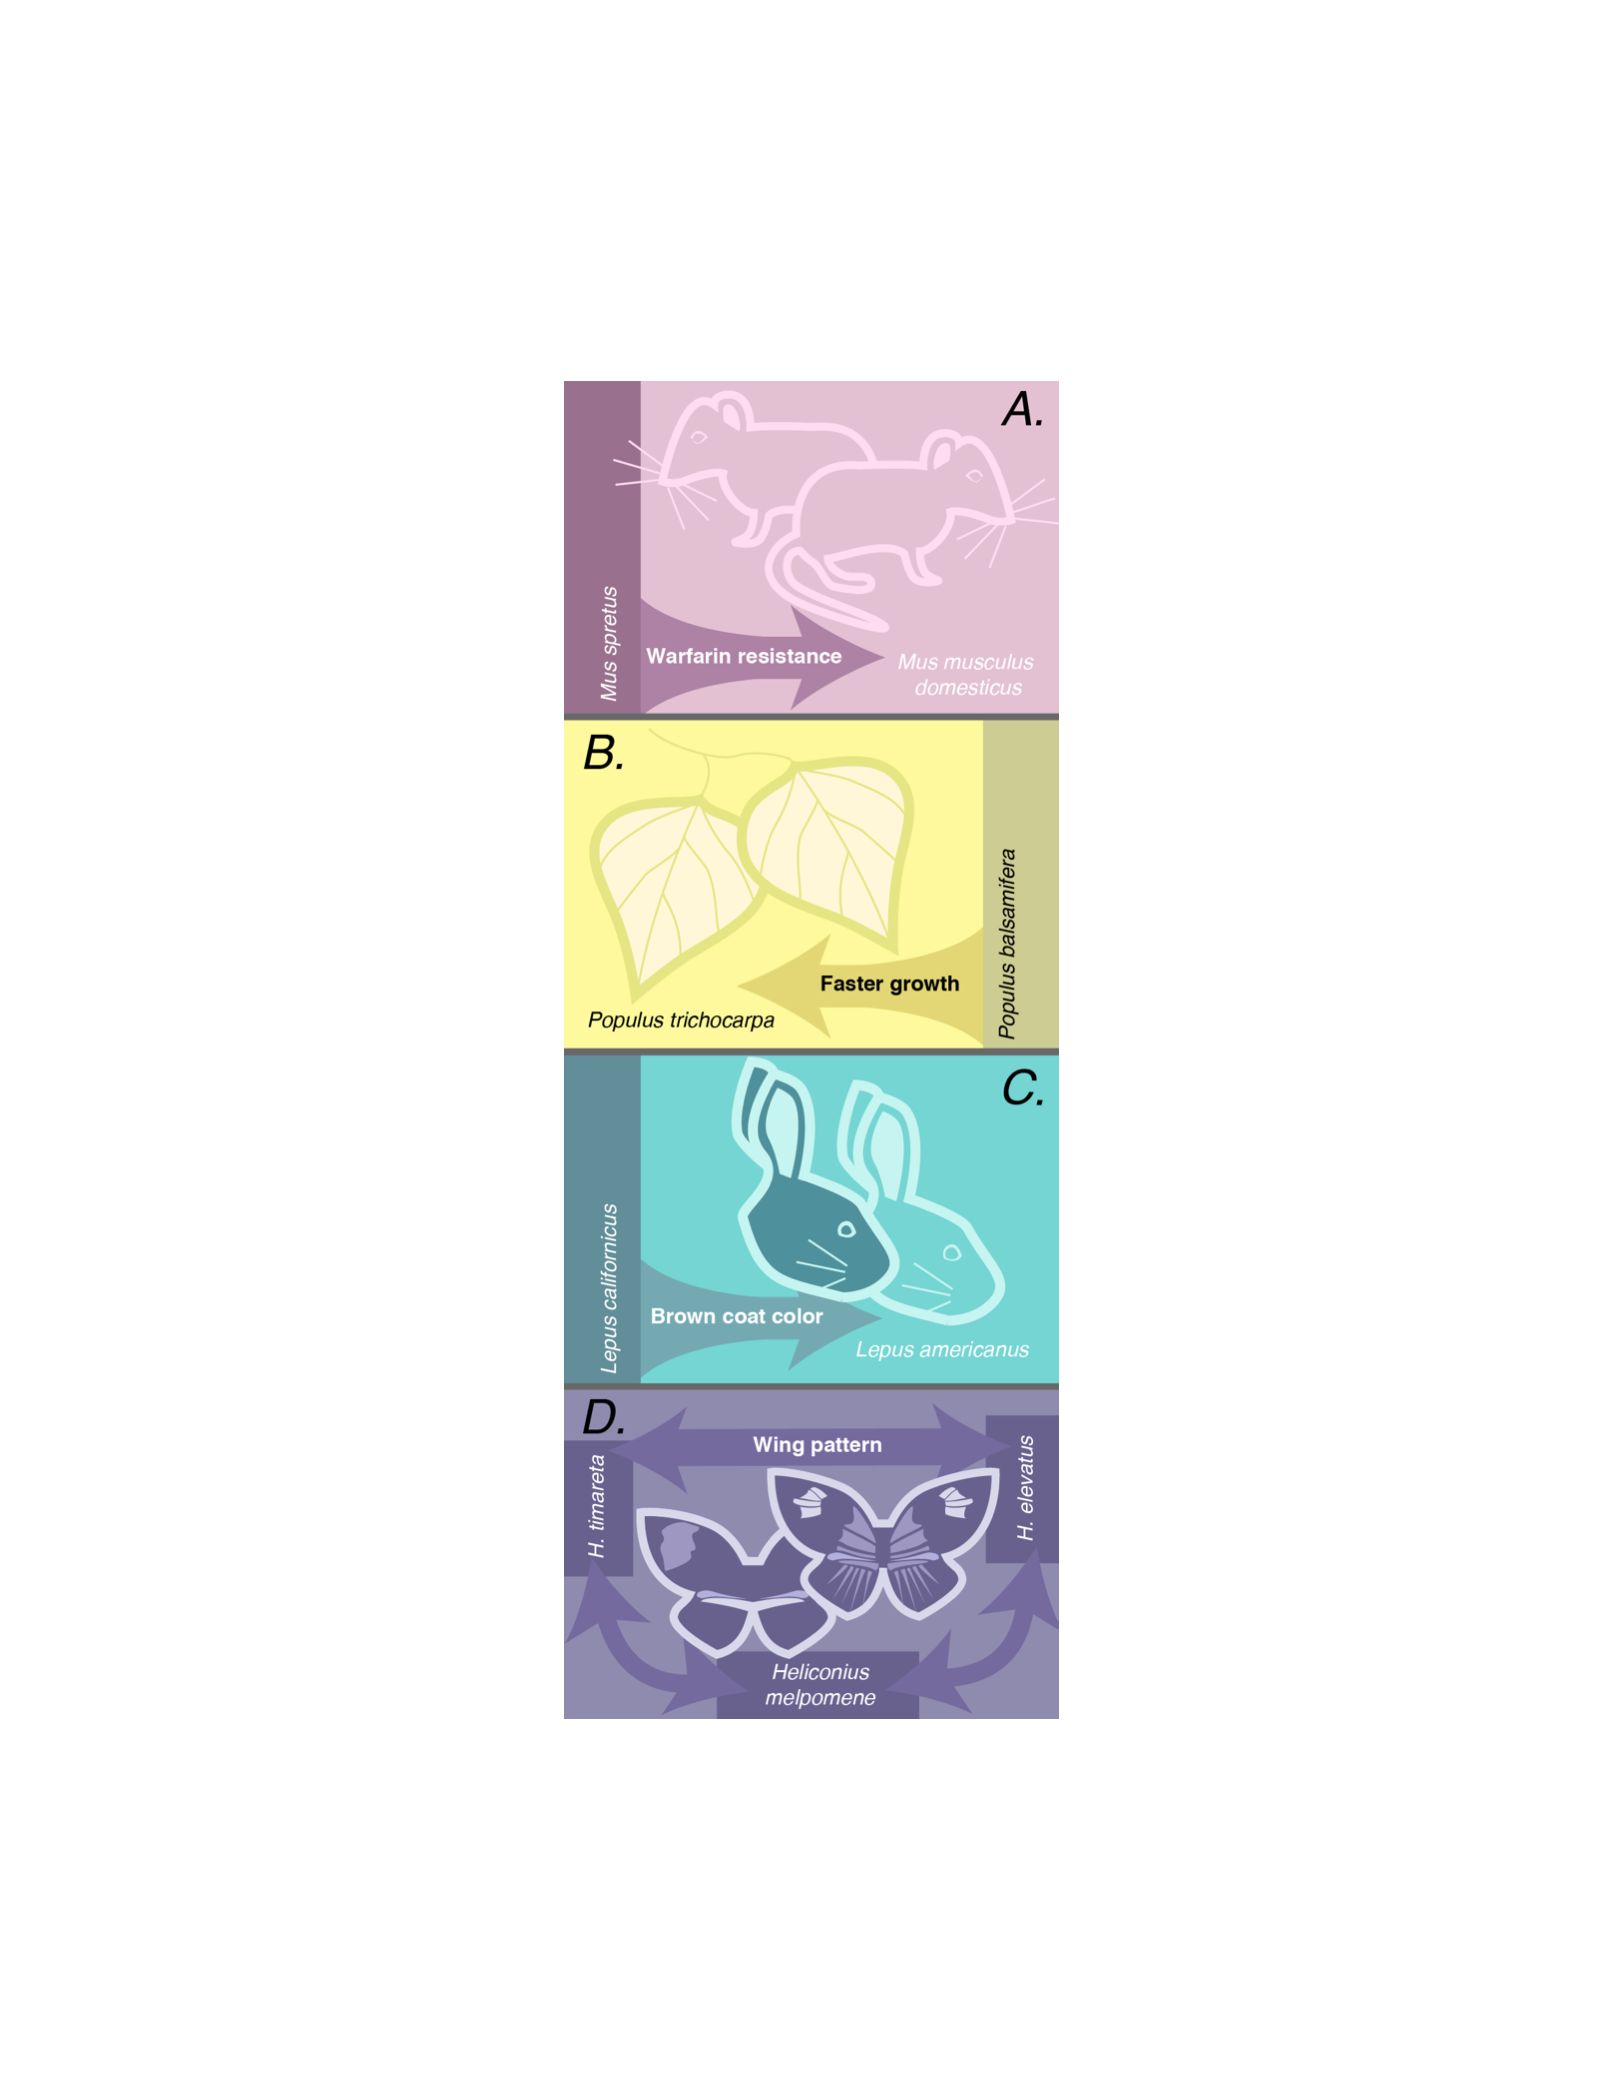 A.
Mus spretus
Warfarin resistance
Mus musculus
domesticus
B.
Populus balsamifera
Faster growth
Populus trichocarpa
C.
Lepus californicus
Brown coat color
Lepus americanus
D.
Wing pattern
H. timareta
H. elevatus
Heliconius
melpomene